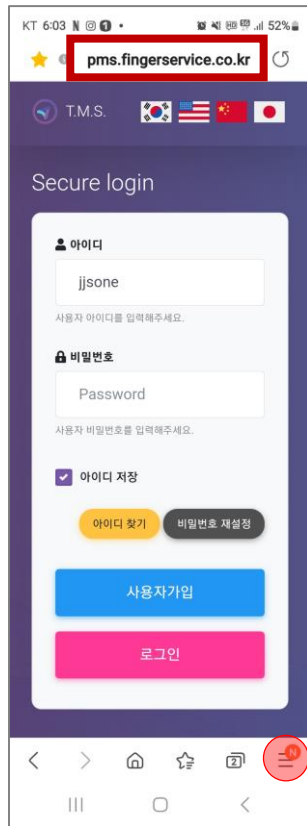 KT 6:03 N 1 • 52%
pms.fingerservice.co.kr
T.M.S.
Secure login
아이디
jjsone
사용자 아이디를 입력해주세요.
비밀번호
Password
사용자 비밀번호를 입력해주세요.
아이디 저장
아이디 찾기 비밀번호 재설정
사용자가입
로그인
2 N